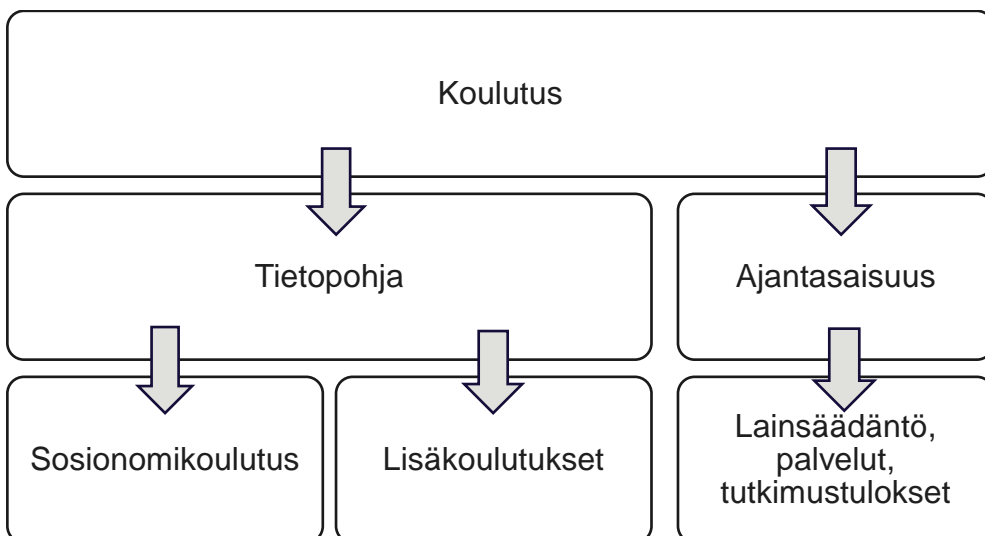 Koulutus
Tietopohja
Ajantasaisuus
Sosionomikoulutus
Lisäkoulutukset
Lainsäädäntö,
palvelut,
tutkimustulokset